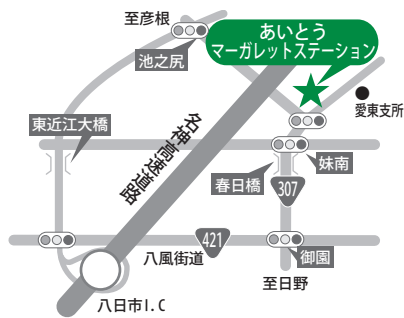 至彦根
あいとう
マーガレットステーション
池之尻
愛東支所
東近江大橋
名神高速道路
妹南
春日橋
307
421
八風街道
御園
至日野
八日市I.C